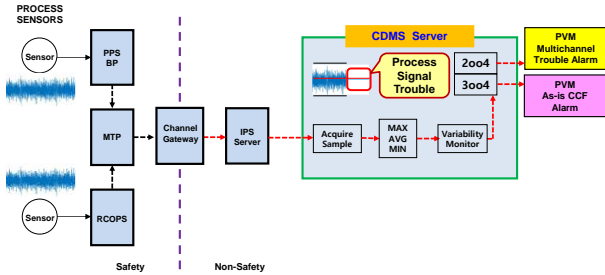 PROCESS
SENSORS
Sensor
PPS
BP
MTP
Sensor
RCOPS
Channel
Gateway
IPS
Server
CDMS Server
Process
Signal
Trouble
2oo4
3oo4
Acquire
Sample
MAX
AVG
MIN
Variability
Monitor
PVM
Multichannel
Trouble Alarm
PVM
As-is CCF
Alarm
Safety
Non-Safety